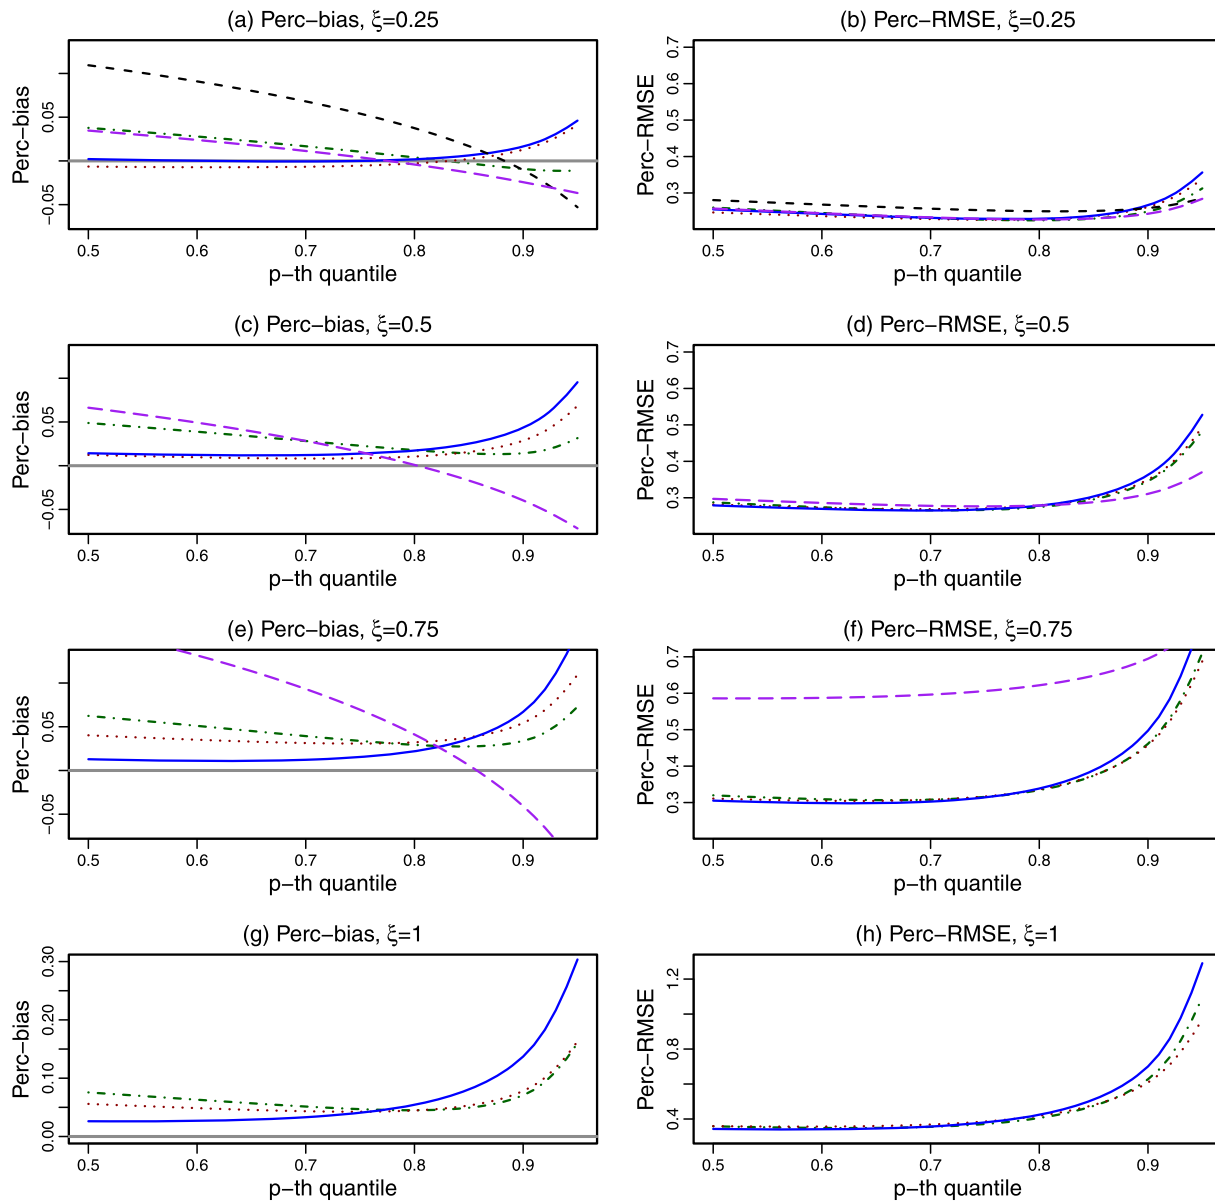 (a) Perc−bias, ξ=0.25
Perc−bias
−0.05
0.05
0.5 0.6 0.7 0.8 0.9
p−th quantile
(b) Perc−RMSE, ξ=0.25
Perc−RMSE
0.3 0.4 0.5 0.6 0.7
0.5 0.6 0.7 0.8 0.9
p−th quantile
(c) Perc−bias, ξ=0.5
Perc−bias
−0.05
0.05
0.5 0.6 0.7 0.8 0.9
p−th quantile
(d) Perc−RMSE, ξ=0.5
Perc−RMSE
0.3 0.4 0.5 0.6 0.7
0.5 0.6 0.7 0.8 0.9
p−th quantile
(e) Perc−bias, ξ=0.75
Perc−bias
−0.05
0.05
0.5 0.6 0.7 0.8 0.9
p−th quantile
(f) Perc−RMSE, ξ=0.75
Perc−RMSE
0.3 0.4 0.5 0.6 0.7
0.5 0.6 0.7 0.8 0.9
p−th quantile
(g) Perc−bias, ξ=1
Perc−bias
0.00 0.10 0.20 0.30
0.5 0.6 0.7 0.8 0.9
p−th quantile
(h) Perc−RMSE, ξ=1
Perc−RMSE
0.4 0.8 1.2
0.5 0.6 0.7 0.8 0.9
p−th quantile